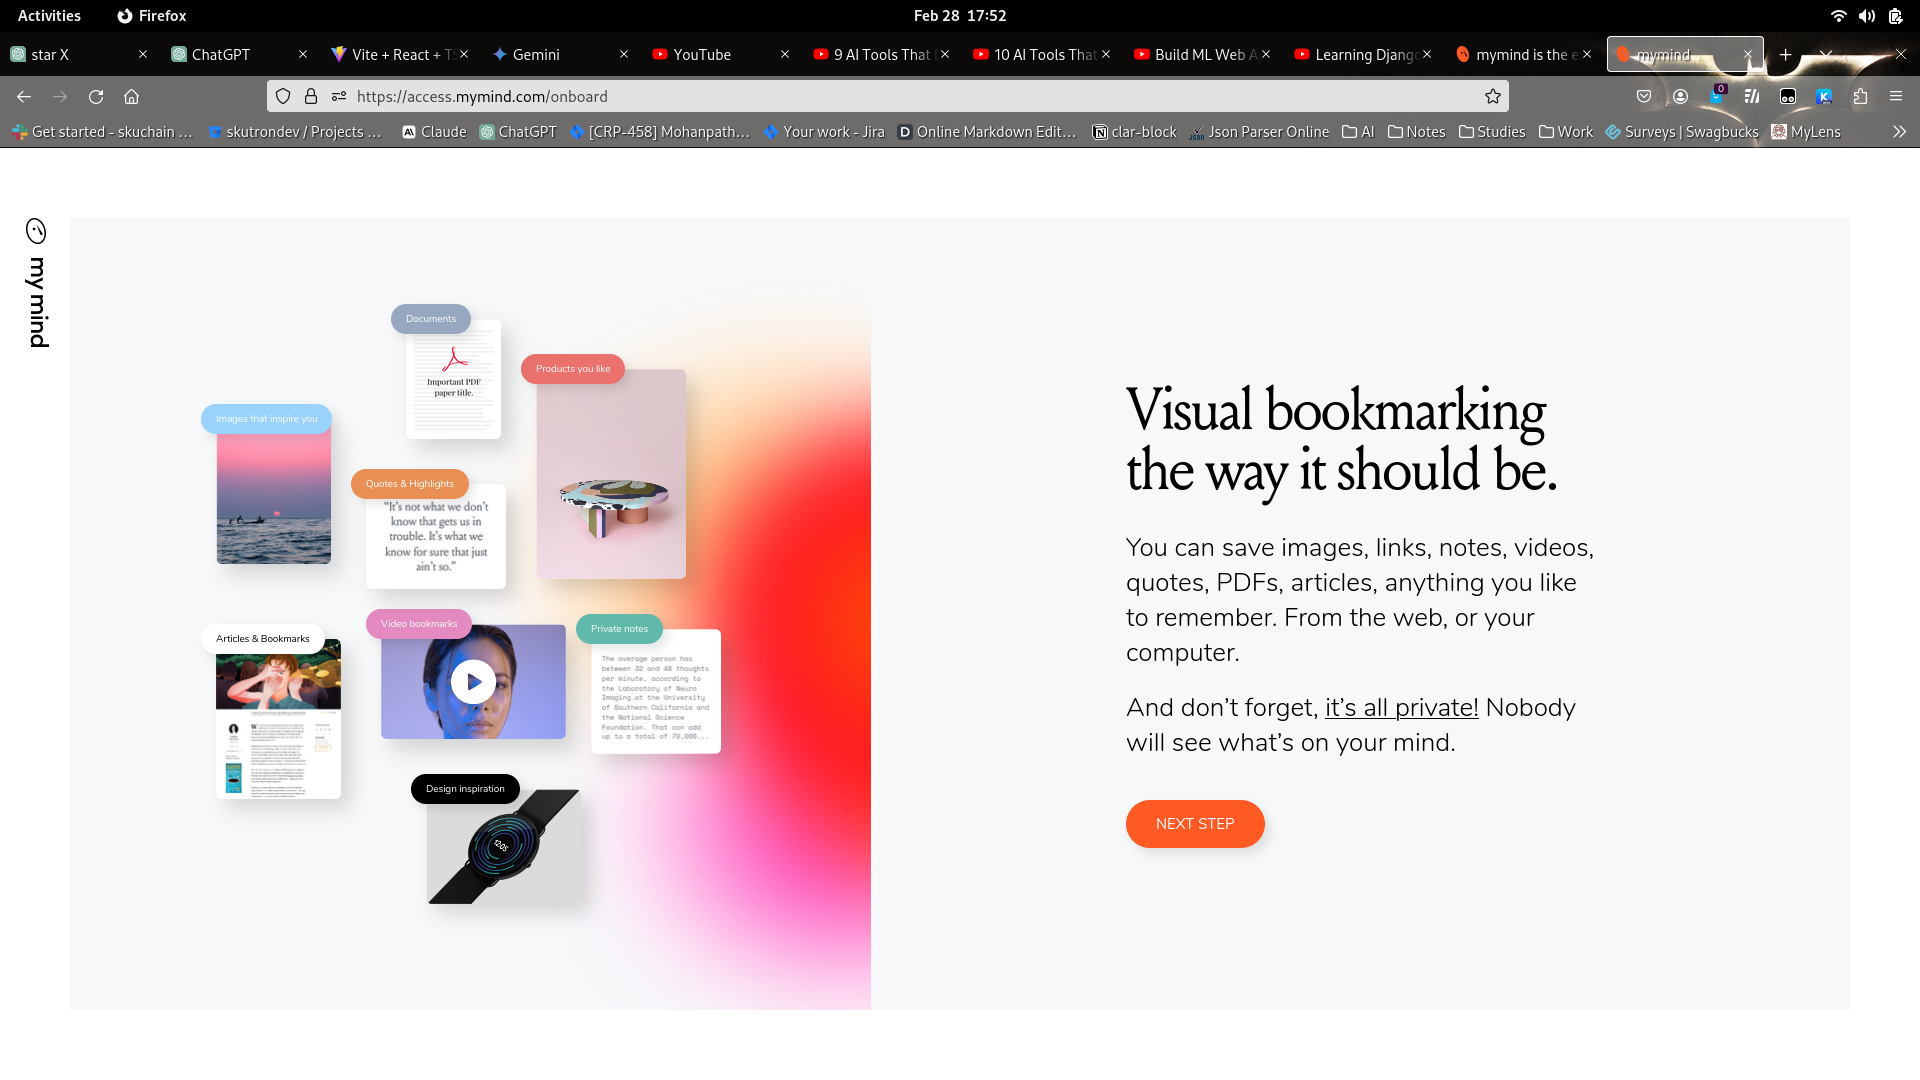 Activities
Firefox
Feb 28 17:52
star X
ChatGPT
Vite + React + TS
Gemini
YouTube
9 AI Tools That
10 AI Tools That
Build ML Web A
Learning Django
mymind is the e
mymind
https://access.mymind.com/onboard
0
Get started - skuchain ...
skutrondev / Projects ...
Claude
ChatGPT
[CRP-458] Mohanpath...
Your work - Jira
Online Markdown Edit...
clar-block
Json Parser Online
AI
Notes
Studies
Work
Surveys | Swagbucks
MyLens
my mind
Documents
Important PDF
paper title.
Products you like
Images that inspire you
Quotes & Highlights
“It’s not what we don’t
know that gets us in
trouble. It’s what we
know for sure that just
ain’t so.”
Articles & Bookmarks
Video bookmarks
Private notes
The average person has
between 32 and 48 thoughts
per minute, according to
the Laboratory of Neuro
Imaging at the University
of Southern California and
the National Science
Foundation. That can add
up to a total of 70,000...
Design inspiration
1205
Visual bookmarking
the way it should be.
You can save images, links, notes, videos,
quotes, PDFs, articles, anything you like
to remember. From the web, or your
computer.
And don’t forget, it’s all private! Nobody
will see what’s on your mind.
NEXT STEP